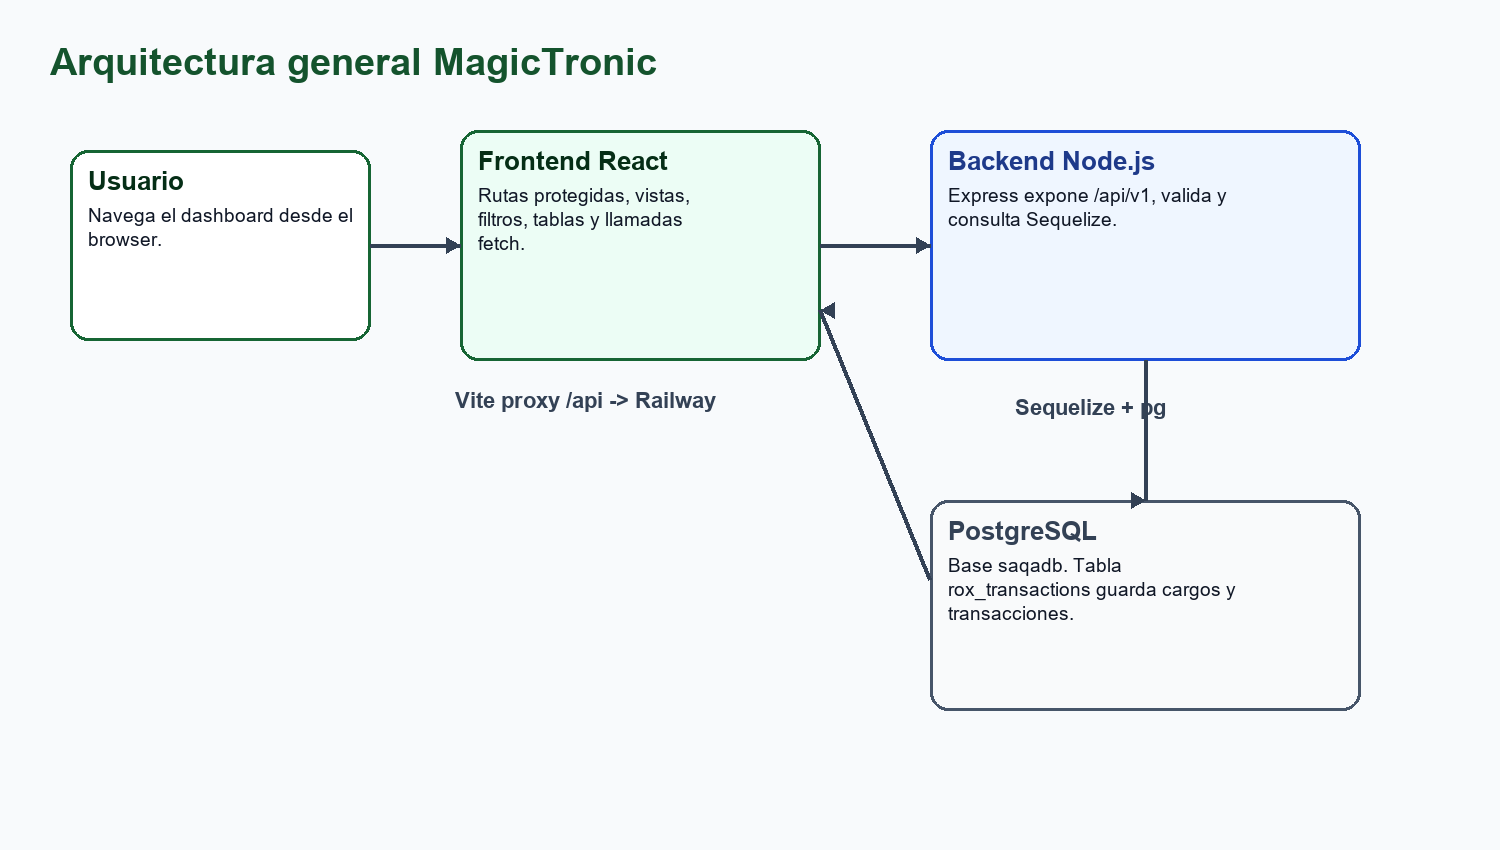 Arquitectura general MagicTronic
Usuario
Navega el dashboard desde el
browser.
Frontend React
Rutas protegidas, vistas,
filtros, tablas y llamadas
fetch.
Backend Node.js
Express expone /api/v1, valida y
consulta Sequelize.
Vite proxy /api -> Railway
Sequelize + pg
PostgreSQL
Base saqadb. Tabla
rox_transactions guarda cargos y
transacciones.